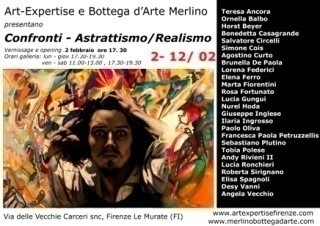 Art-Expertise e Bottega d'Arte Merlino
presentano
Confronti - Astrattismo/Realismo
Vernissage e opening 2 febbraio ore 17. 30
Orari galleria: lun - giov 17.30-19.30
ven - sab 11.00-13.00 , 17.30-19.30
2- 12/ 02
Teresa Ancora
Ornella Balbo
Horst Beyer
Benedetta Casagrande
Salvatore Circelli
Simone Cois
Agostino Curto
Brunella De Paola
Lorena Federici
Elena Ferro
Marta Fiorentini
Rosa Fortunato
Lucia Gungui
Nurel Hoda
Giuseppe Inglese
Ilaria Ingrosso
Paolo Oliva
Francesca Paola Petruzzellis
Sebastiano Plutino
Tobia Polese
Andy Rivieni II
Lucia Ronchieri
Roberta Sirignano
Elisa Spagnoli
Desy Vanni
Angela Vecchi
Via delle Vecchie Carceri snc, Firenze Le Murate (FI)
www.artexpertisefirenze.com
www.merlinobottegadarte.com